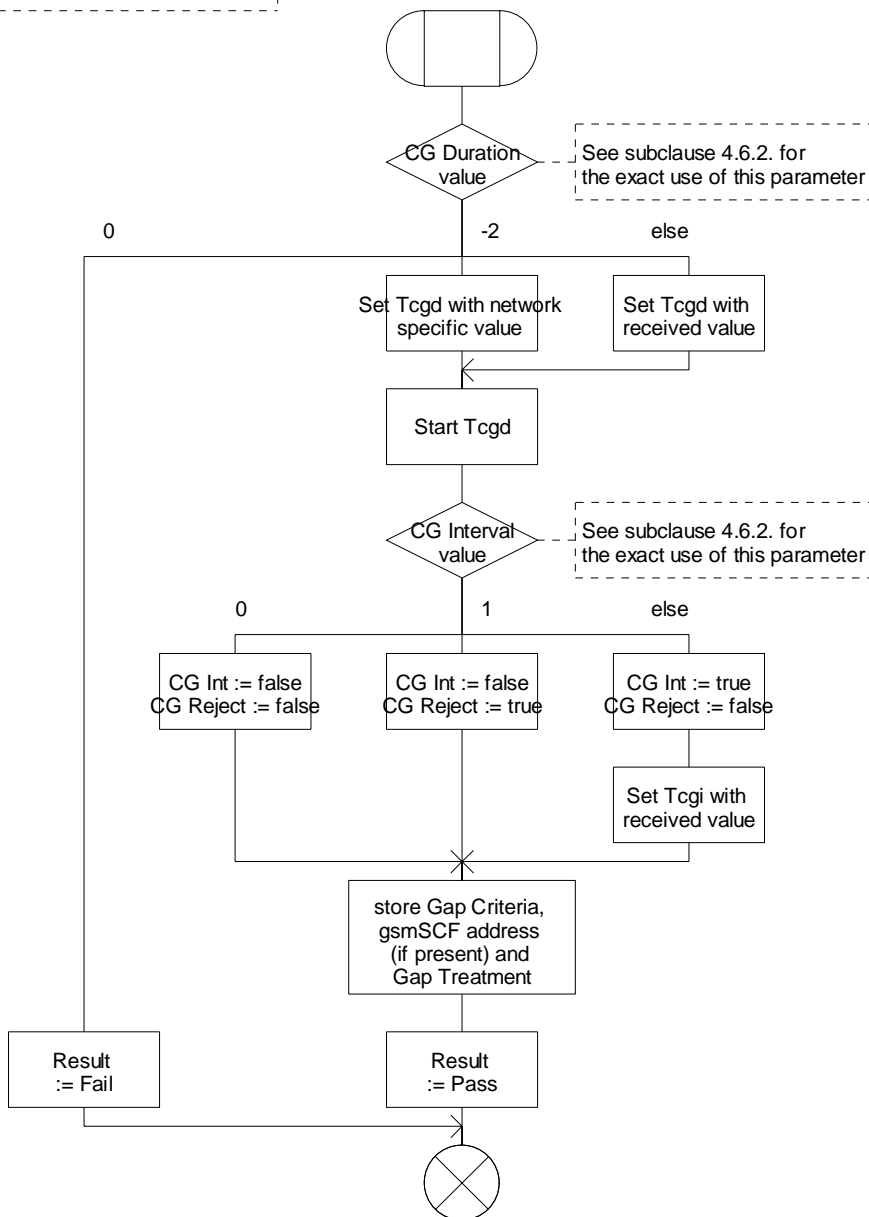 CG Duration
value
See subclause 4.6.2. for
the exact use of this parameter
0
-2
else
Set Tcgd with network
specific value
Set Tcgd with
received value
Start Tcgd
CG Interval
value
See subclause 4.6.2. for
the exact use of this parameter
0
1
else
CG Int := false
CG Reject := false
CG Int := false
CG Reject := true
CG Int := true
CG Reject := false
Set Tcgi with
received value
store Gap Criteria,
gsmSCF address
(if present) and
Gap Treatment
Result
:= Fail
Result
:= Pass